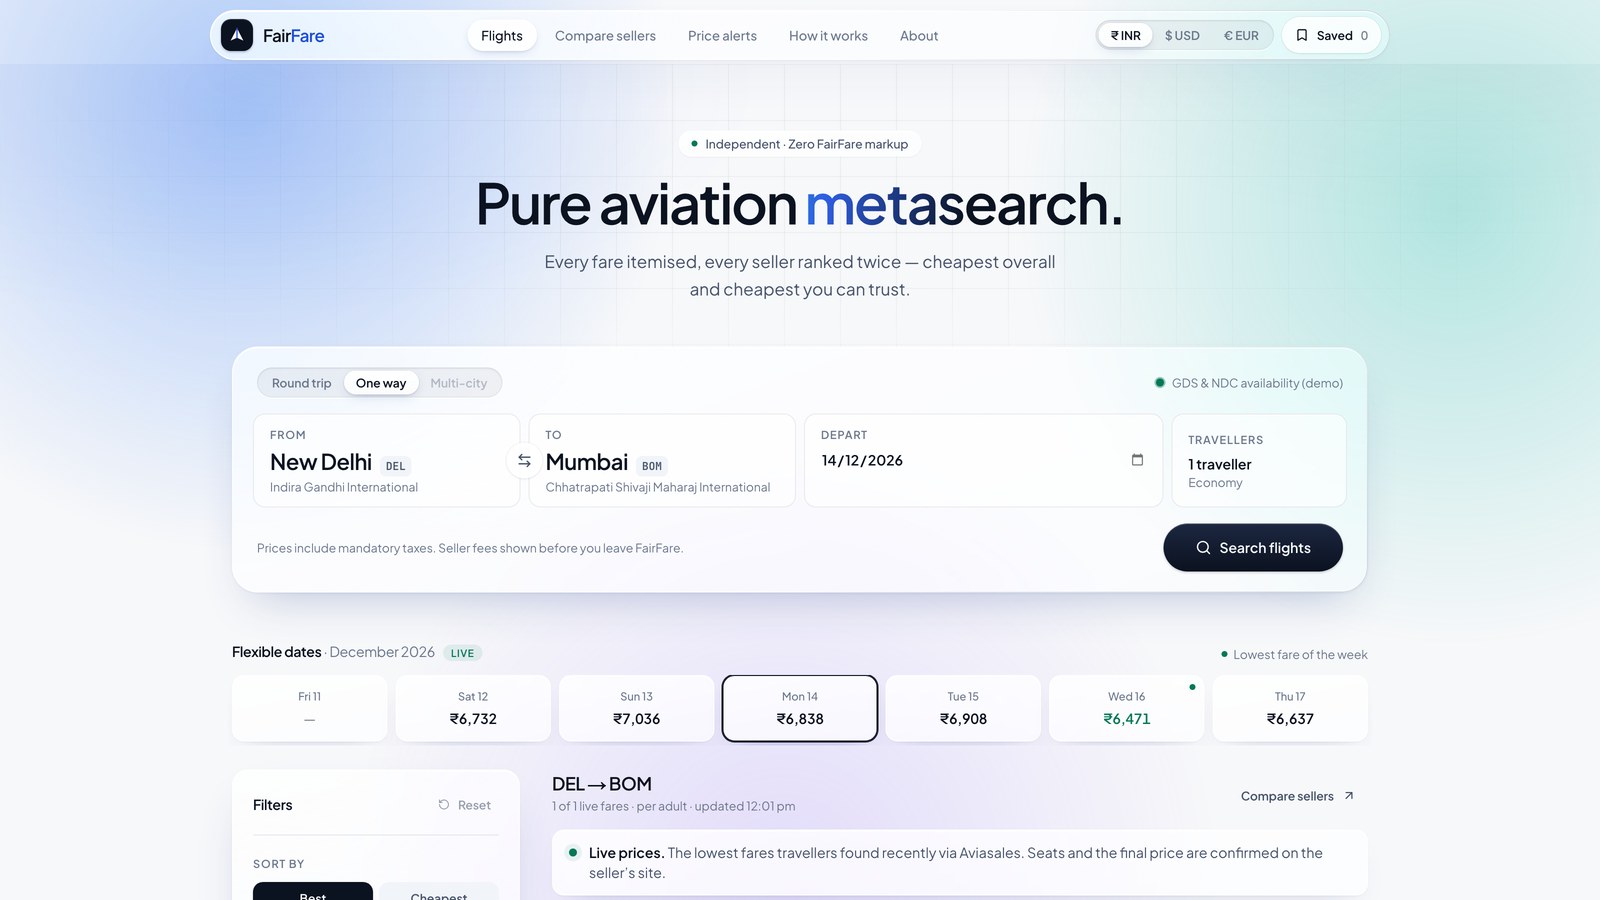 FairFare
Flights
Compare sellers
Price alerts
How it works
About
₹ INR
$ USD
€ EUR
Saved 0
Independent · Zero FairFare markup
Pure aviation metasearch.
Every fare itemised, every seller ranked twice — cheapest overall
and cheapest you can trust.
Round trip
One way
Multi-city
GDS & NDC availability (demo)
FROM
New Delhi DEL
Indira Gandhi International
TO
Mumbai BOM
Chhatrapati Shivaji Maharaj International
DEPART
14/12/2026
TRAVELLERS
1 traveller
Economy
Prices include mandatory taxes. Seller fees shown before you leave FairFare.
Search flights
Flexible dates · December 2026 LIVE
Lowest fare of the week
Fri 11
—
Sat 12
₹6,732
Sun 13
₹7,036
Mon 14
₹6,838
Tue 15
₹6,908
Wed 16
₹6,471
Thu 17
₹6,637
Filters
Reset
SORT BY
Best
Cheapest
DEL → BOM
1 of 1 live fares · per adult · updated 12:01 pm
Compare sellers
Live prices. The lowest fares travellers found recently via Aviasales. Seats and the final price are confirmed on the
seller's site.